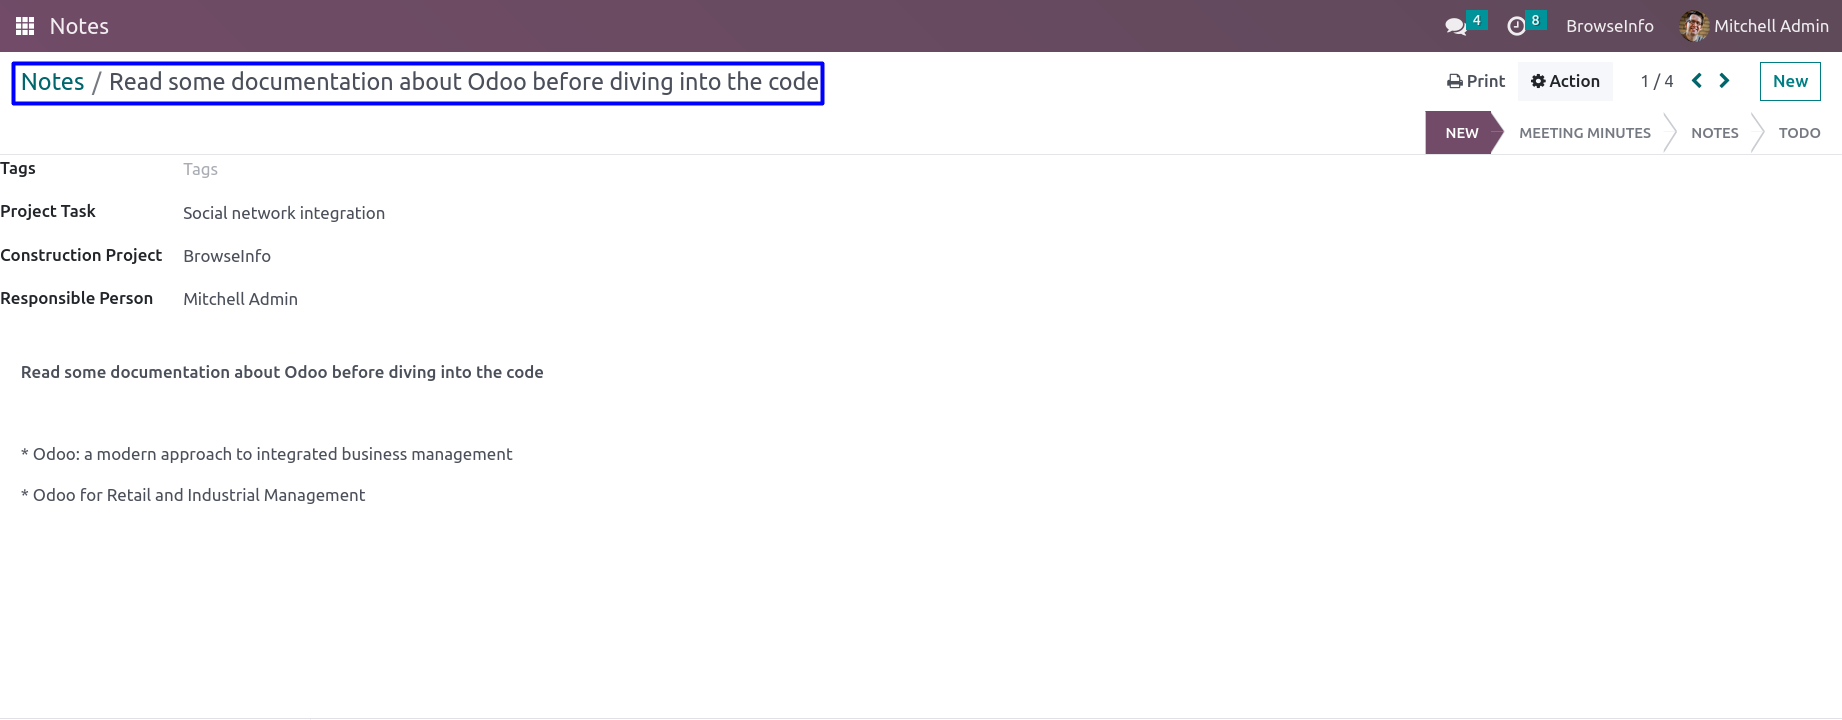 Notes 4 8 BrowseInfo Mitchell Admin
Notes / Read some documentation about Odoo before diving into the code Print Action 1 / 4 New
NEW MEETING MINUTES NOTES TODO
Tags Tags
Project Task Social network integration
Construction Project BrowseInfo
Responsible Person Mitchell Admin
Read some documentation about Odoo before diving into the code
* Odoo: a modern approach to integrated business management
* Odoo for Retail and Industrial Management